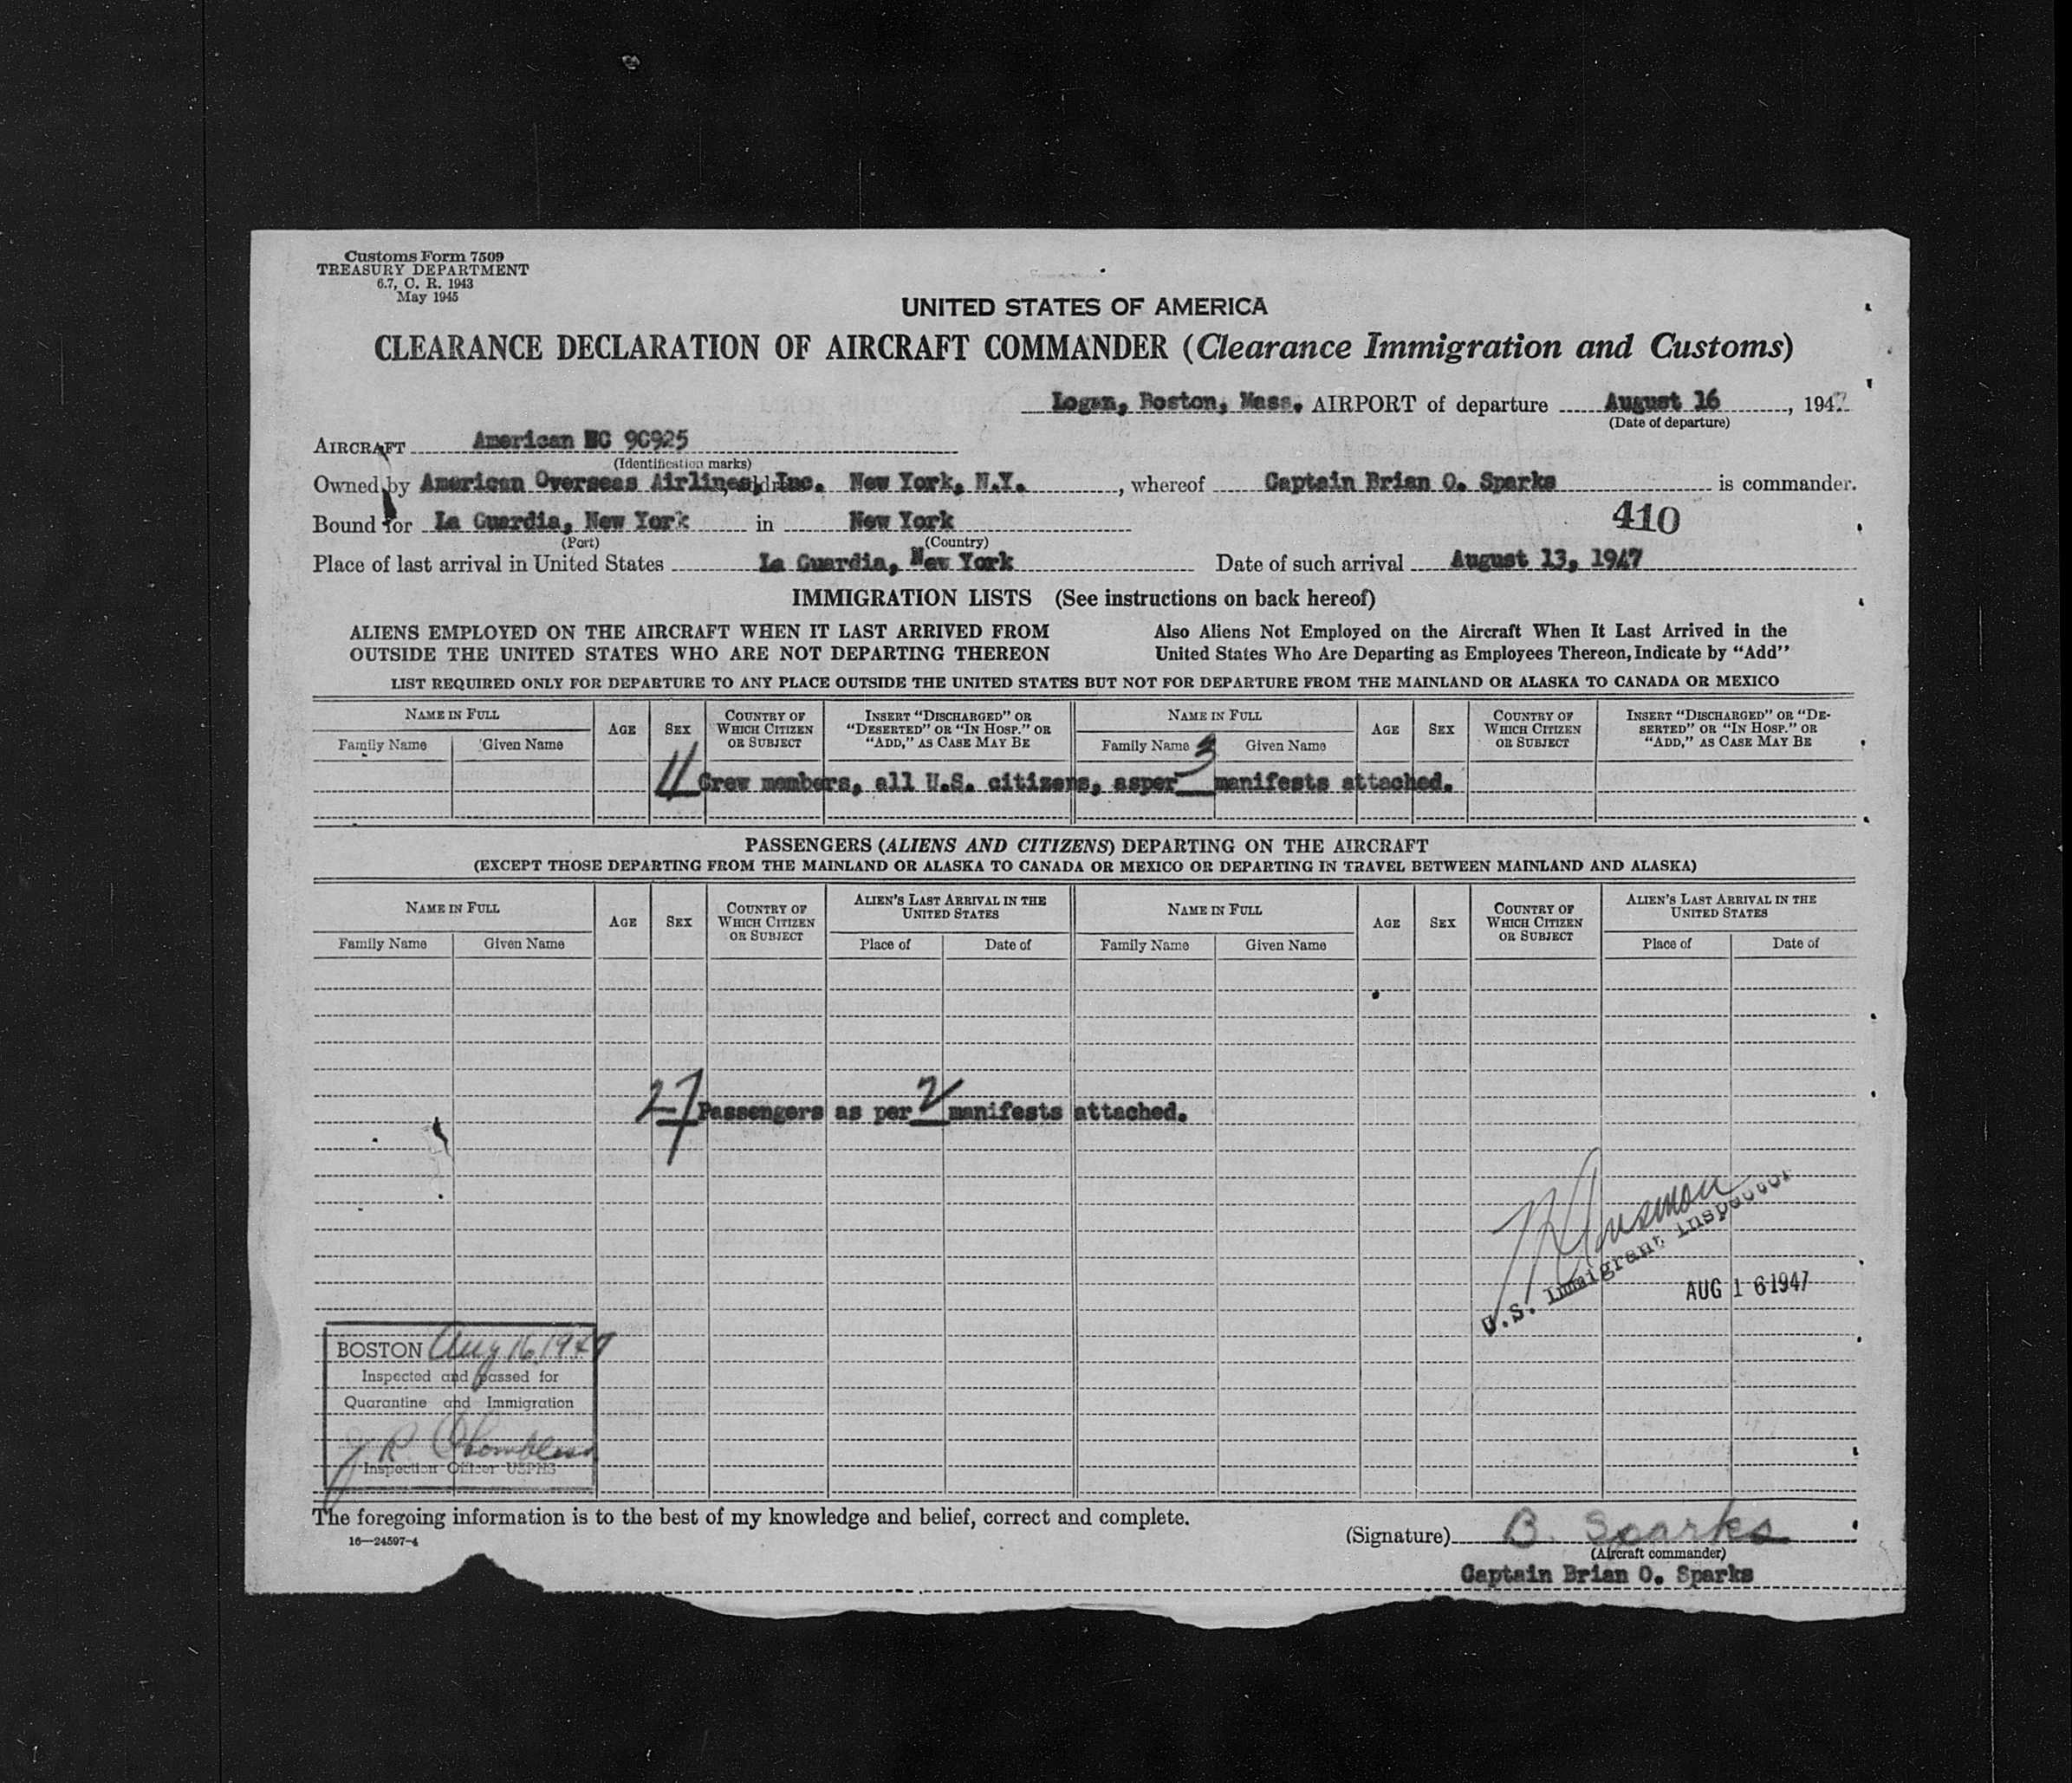 Customs Form 7509
TREASURY DEPARTMENT
6.7, C. R. 1943
May 1945
UNITED STATES OF AMERICA
CLEARANCE DECLARATION OF AIRCRAFT COMMANDER (Clearance Immigration and Customs)
Logan, Boston, Mass. AIRPORT of departure August 16, 1947
(Date of departure)
AIRCRAFT American NC 90925
(Identification marks)
Owned by American Overseas Airlines, Inc. New York, N.Y., whereof Captain Brian O. Sparks is commander.
410
Bound for La Guardia, New York in New York
(Port) (Country)
Place of last arrival in United States La Guardia, New York Date of such arrival August 13, 1947
IMMIGRATION LISTS (See instructions on back hereof)
ALIENS EMPLOYED ON THE AIRCRAFT WHEN IT LAST ARRIVED FROM
OUTSIDE THE UNITED STATES WHO ARE NOT DEPARTING THEREON
Also Aliens Not Employed on the Aircraft When It Last Arrived in the
United States Who Are Departing as Employees Thereon, Indicate by "Add"
LIST REQUIRED ONLY FOR DEPARTURE TO ANY PLACE OUTSIDE THE UNITED STATES BUT NOT FOR DEPARTURE FROM THE MAINLAND OR ALASKA TO CANADA OR MEXICO
NAME IN FULL
Family Name Given Name
AGE
SEX
COUNTRY OF
WHICH CITIZEN
OR SUBJECT
INSERT "DISCHARGED" OR
"DESERTED" OR "IN HOSP." OR
"ADD," AS CASE MAY BE
NAME IN FULL
Family Name Given Name
AGE
SEX
COUNTRY OF
WHICH CITIZEN
OR SUBJECT
INSERT "DISCHARGED" OR "DE-
SERTED" OR "IN HOSP." OR
"ADD," AS CASE MAY BE
11 Crew members, all U.S. citizens, asper 3 manifests attached.
PASSENGERS (ALIENS AND CITIZENS) DEPARTING ON THE AIRCRAFT
(EXCEPT THOSE DEPARTING FROM THE MAINLAND OR ALASKA TO CANADA OR MEXICO OR DEPARTING IN TRAVEL BETWEEN MAINLAND AND ALASKA)
NAME IN FULL
Family Name Given Name
AGE
SEX
COUNTRY OF
WHICH CITIZEN
OR SUBJECT
ALIEN'S LAST ARRIVAL IN THE
UNITED STATES
Place of Date of
NAME IN FULL
Family Name Given Name
AGE
SEX
COUNTRY OF
WHICH CITIZEN
OR SUBJECT
ALIEN'S LAST ARRIVAL IN THE
UNITED STATES
Place of Date of
27 Passengers as per 2 manifests attached.
U.S. Immigrant Inspector
AUG 16 1947
BOSTON Aug 16, 1947
Inspected and passed for
Quarantine and Immigration
J R
Inspection Officer USPHS
The foregoing information is to the best of my knowledge and belief, correct and complete.
16—24597-4
(Signature) B. Sparks
(Aircraft commander)
Captain Brian O. Sparks